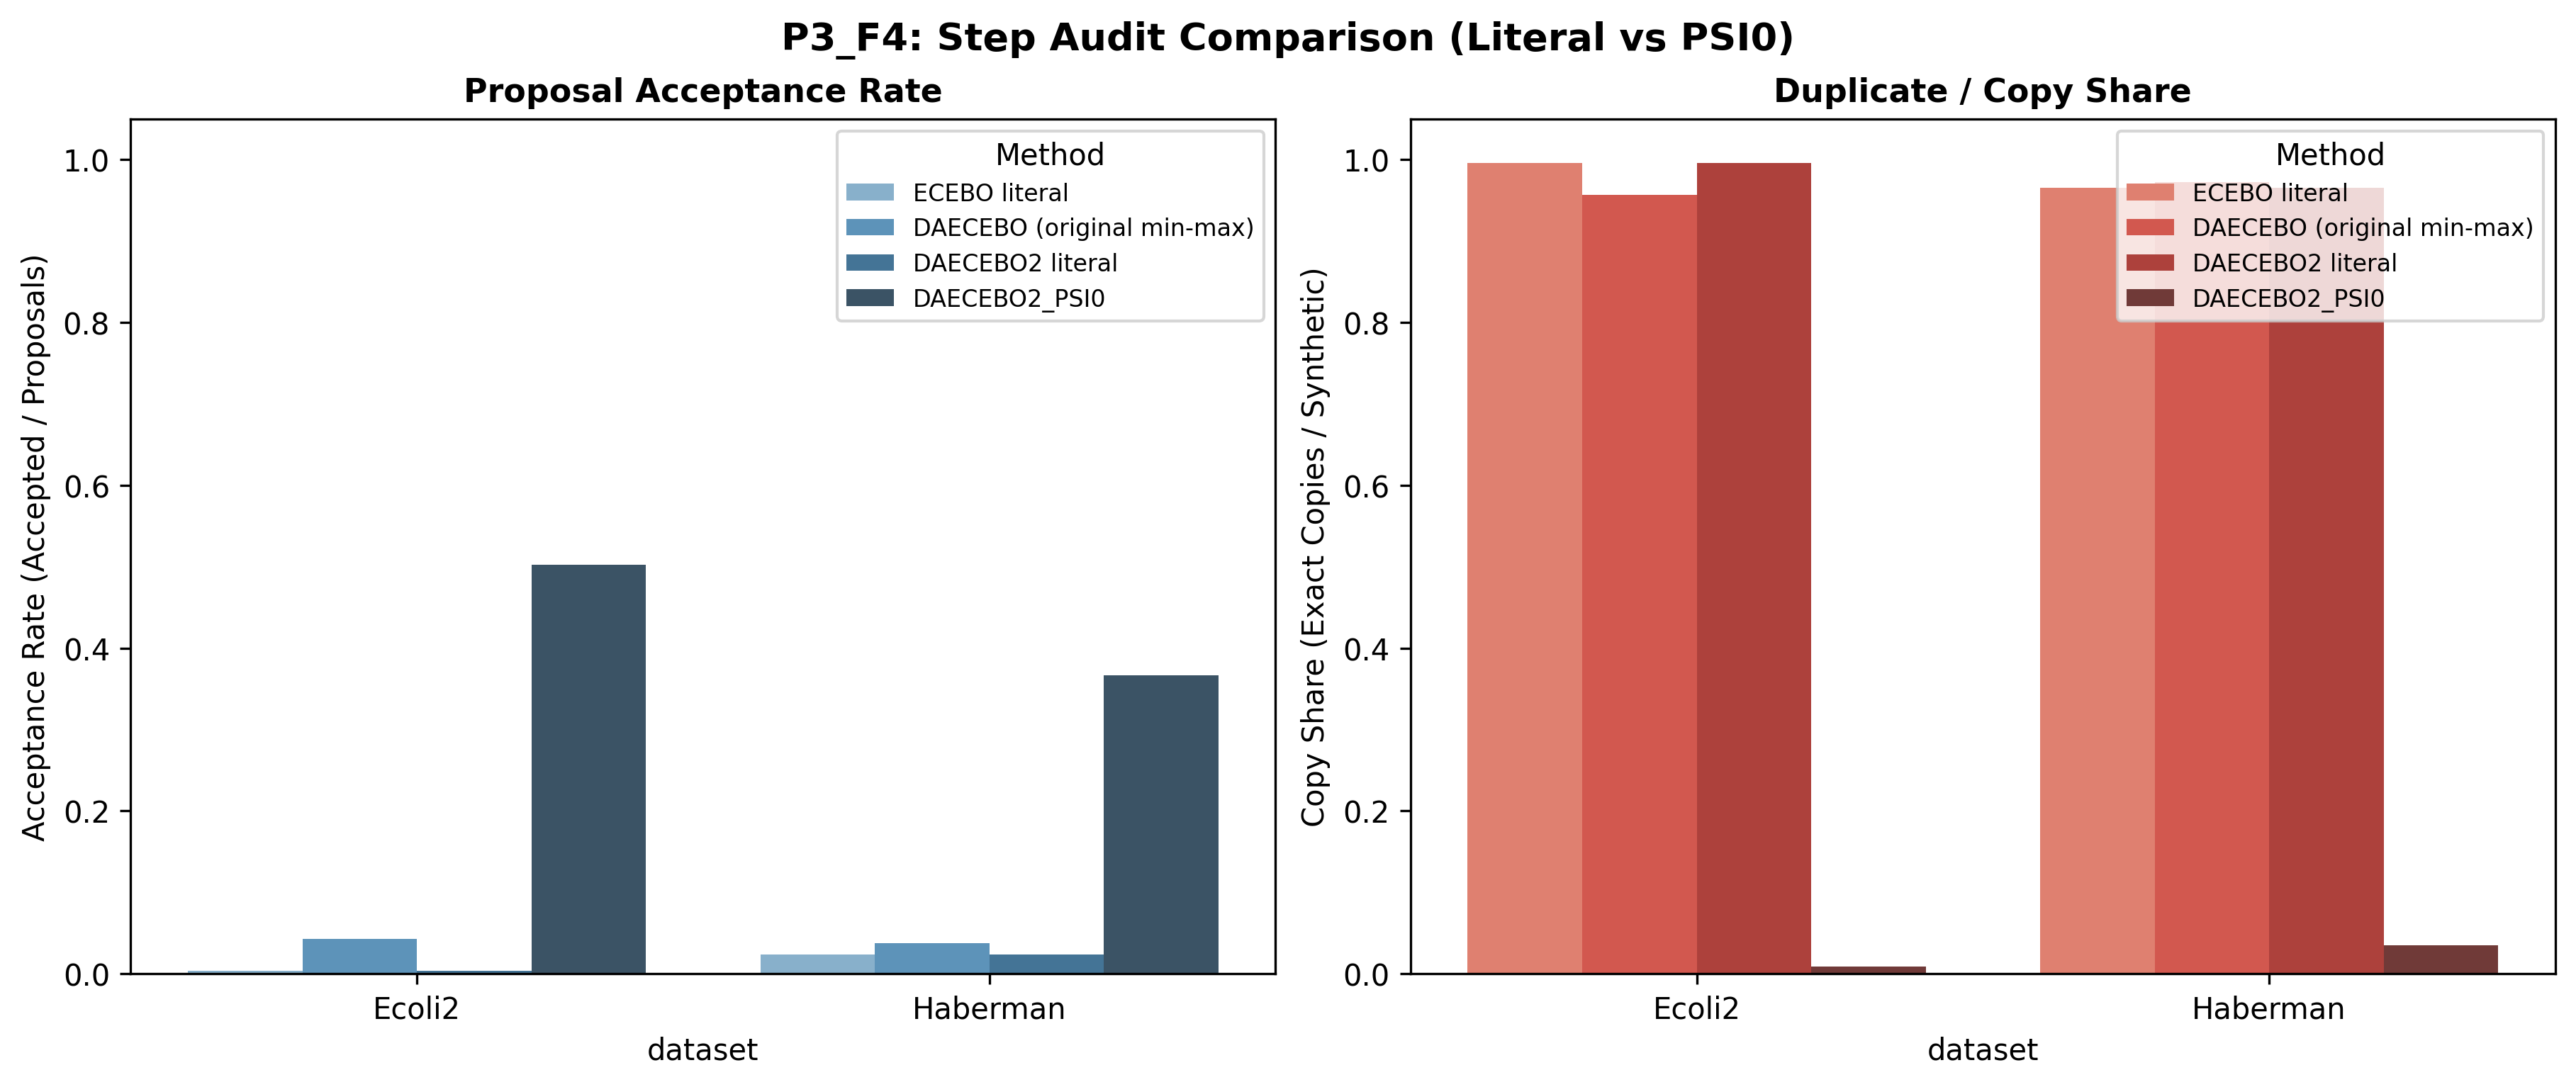 P3_F4: Step Audit Comparison (Literal vs PSI0)
Proposal Acceptance Rate
Acceptance Rate (Accepted / Proposals)
1.0
0.8
0.6
0.4
0.2
0.0
Method
ECEBO literal
DAECEBO (original min-max)
DAECEBO2 literal
DAECEBO2_PSI0
Ecoli2
Haberman
dataset
Duplicate / Copy Share
Copy Share (Exact Copies / Synthetic)
1.0
0.8
0.6
0.4
0.2
0.0
Method
ECEBO literal
DAECEBO (original min-max)
DAECEBO2 literal
DAECEBO2_PSI0
Ecoli2
Haberman
dataset